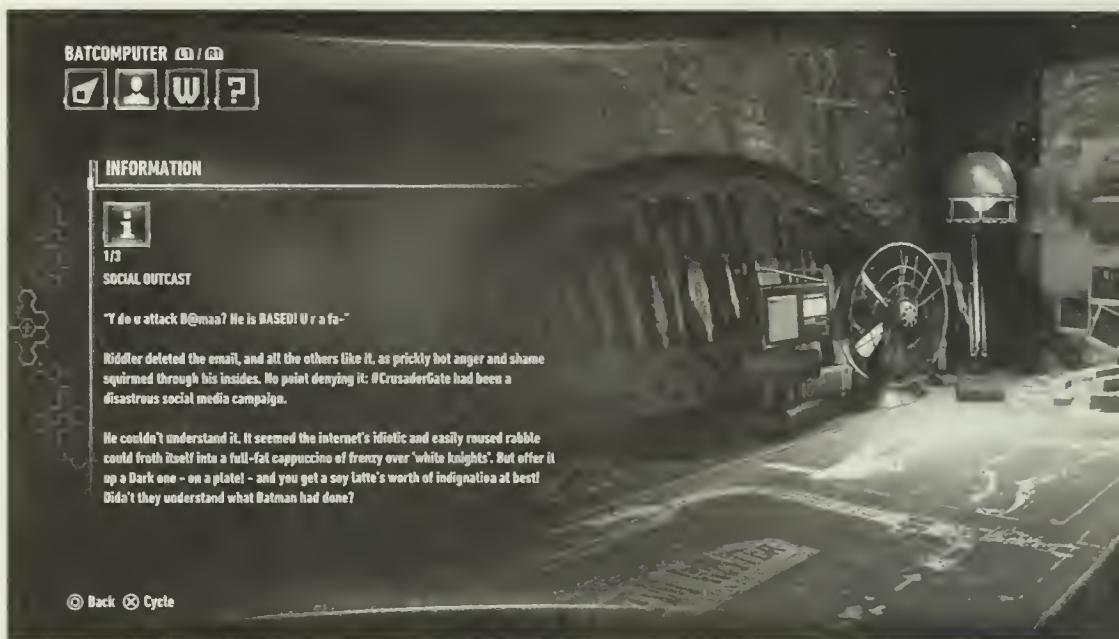 BATCOMPUTER L1 / R1
W ?
INFORMATION
i
1/3
SOCIAL OUTCAST
"Y do u attack B@maa? He is BASED! U r a fa-"
Riddler deleted the email, and all the others like it, as prickly hot anger and shame
squirmed through his insides. No point denying it: #CrusaderGate had been a
disastrous social media campaign.
He couldn't understand it. It seemed the internet's idiotic and easily roused rabble
could froth itself into a full-fat cappuccino of frenzy over 'white knights'. But offer it
up a Dark one - on a plate! - and you get a soy latte's worth of indignation at best!
Didn't they understand what Batman had done?
Back Cycle